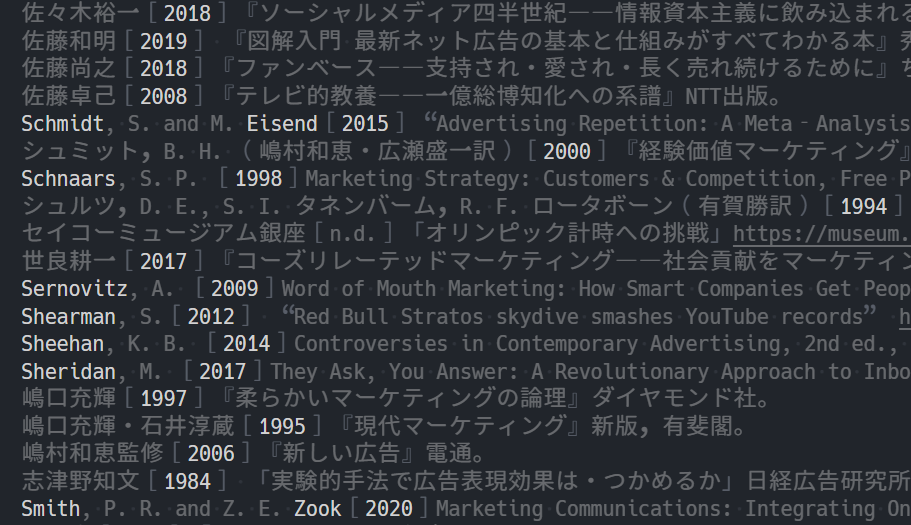 佐々木裕一［2018］『ソーシャルメディア四半世紀――情報資本主義に飲み込まれる
佐藤和明［2019］『図解入門 最新ネット広告の基本と仕組みがすべてわかる本』秀
佐藤尚之［2018］『ファンベース――支持され・愛され・長く売れ続けるために』ち
佐藤卓己［2008］『テレビ的教養――一億総博知化への系譜』NTT出版。
Schmidt, S. and M. Eisend［2015］ “Advertising Repetition: A Meta‐Analysis
シュミット，B. H.（嶋村和恵・広瀬盛一訳）［2000］『経験価値マーケティング』
Schnaars, S. P. ［1998］Marketing Strategy: Customers & Competition, Free P
シュルツ，D. E., S. I. タネンバーム，R. F. ロータボーン（有賀勝訳）［1994］
セイコーミュージアム銀座［n.d.］「オリンピック計時への挑戦」https://museum.
世良耕一［2017］『コーズリレーテッドマーケティング――社会貢献をマーケティン
Sernovitz, A. ［2009］Word of Mouth Marketing: How Smart Companies Get Peop
Shearman, S.［2012］ “Red Bull Stratos skydive smashes YouTube records” h
Sheehan, K. B. ［2014］Controversies in Contemporary Advertising, 2nd ed.,
Sheridan, M. ［2017］They Ask, You Answer: A Revolutionary Approach to Inbo
嶋口充輝［1997］『柔らかいマーケティングの論理』ダイヤモンド社。
嶋口充輝・石井淳蔵［1995］『現代マーケティング』新版，有斐閣。
嶋村和恵監修［2006］『新しい広告』電通。
志津野知文［1984］「実験的手法で広告表現効果は・つかめるか」日経広告研究所
Smith, P. R. and Z. E. Zook［2020］Marketing Communications: Integrating On